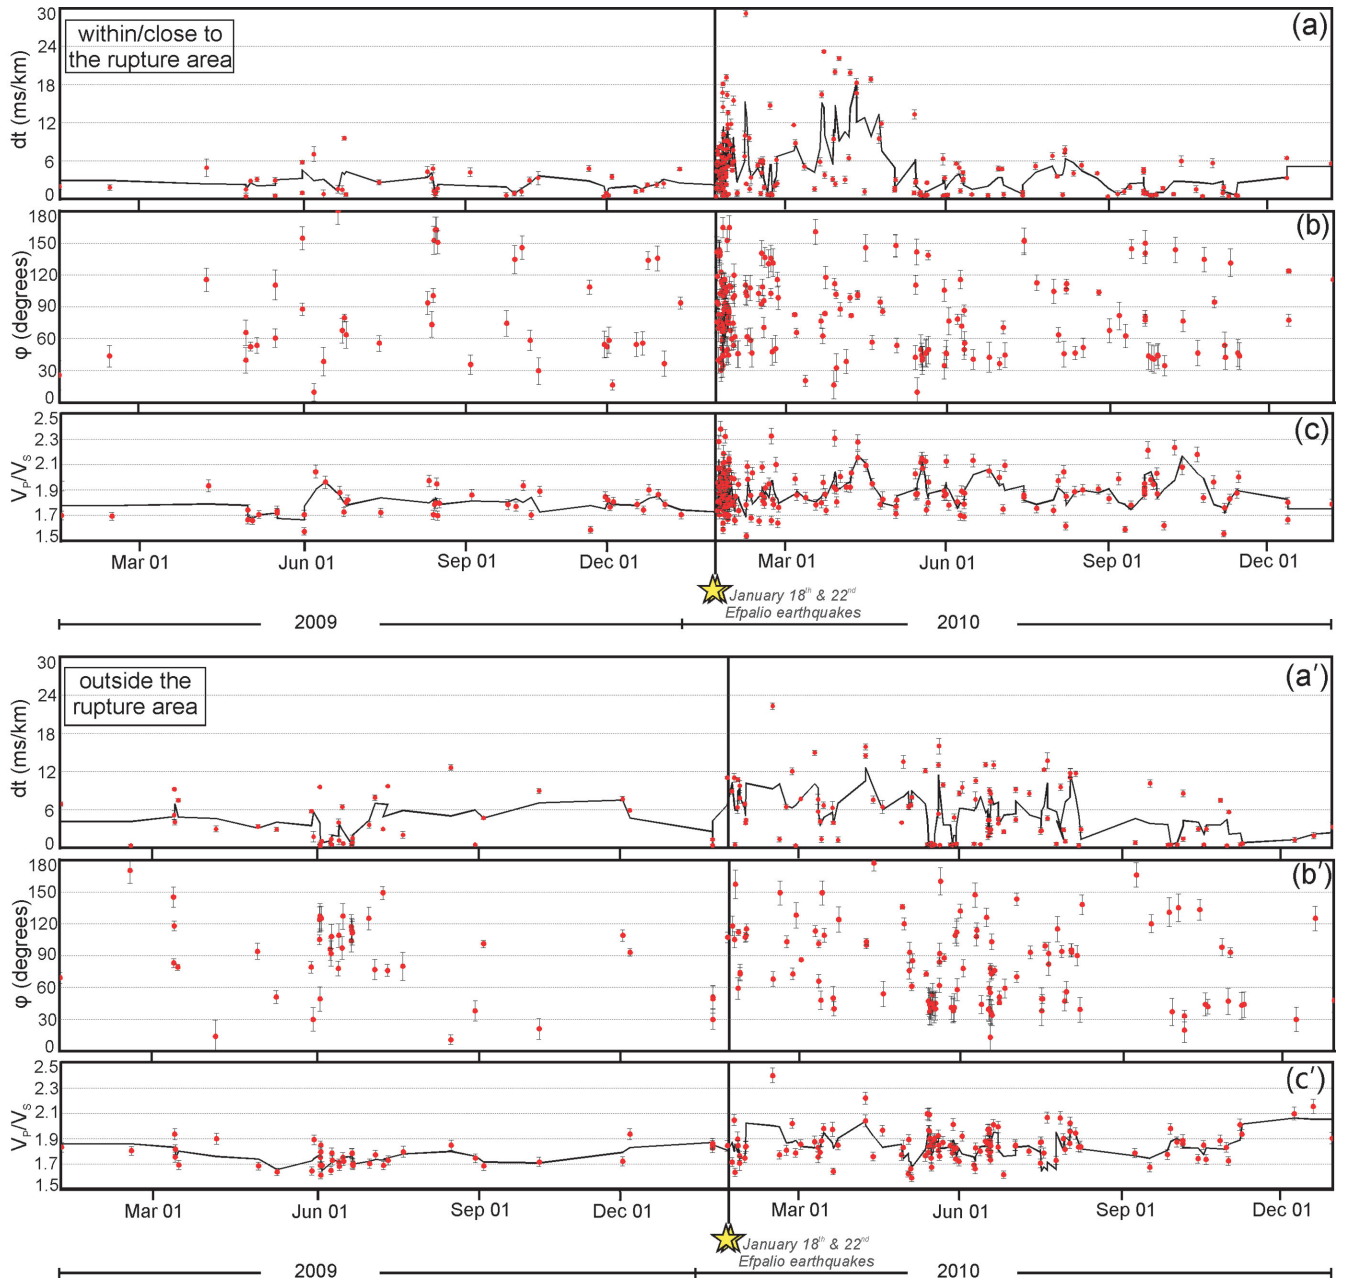 within/close to
the rupture area
(a)
dt (ms/km)
30
24
18
12
6
0
(b)
φ (degrees)
180
150
120
90
60
30
0
(c)
VP/VS
2.5
2.3
2.1
1.9
1.7
1.5
Mar 01 Jun 01 Sep 01 Dec 01 Mar 01 Jun 01 Sep 01 Dec 01
January 18th & 22nd
Efpalio earthquakes
2009 2010
outside the
rupture area
(a′)
dt (ms/km)
30
24
18
12
6
0
(b′)
φ (degrees)
180
150
120
90
60
30
0
(c′)
VP/VS
2.5
2.3
2.1
1.9
1.7
1.5
Mar 01 Jun 01 Sep 01 Dec 01 Mar 01 Jun 01 Sep 01 Dec 01
January 18th & 22nd
Efpalio earthquakes
2009 2010